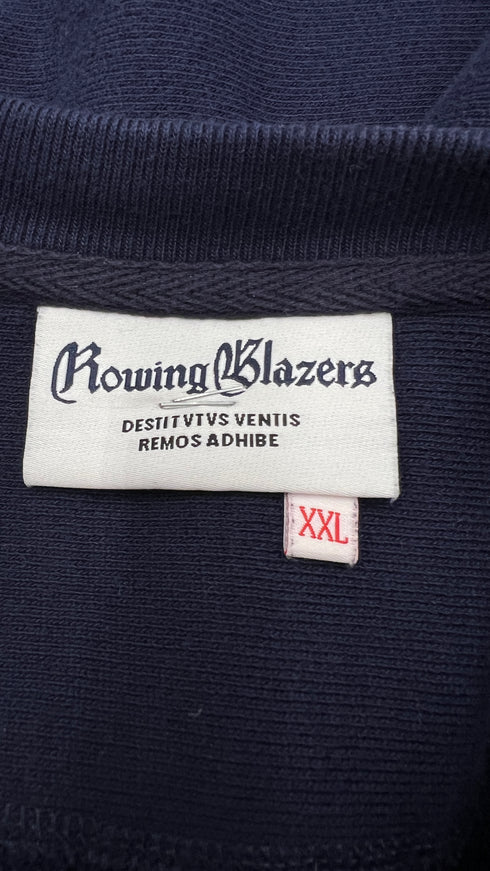 Rowing Blazers
DESTITVTVS VENTIS
REMOS ADHIBE
XXL